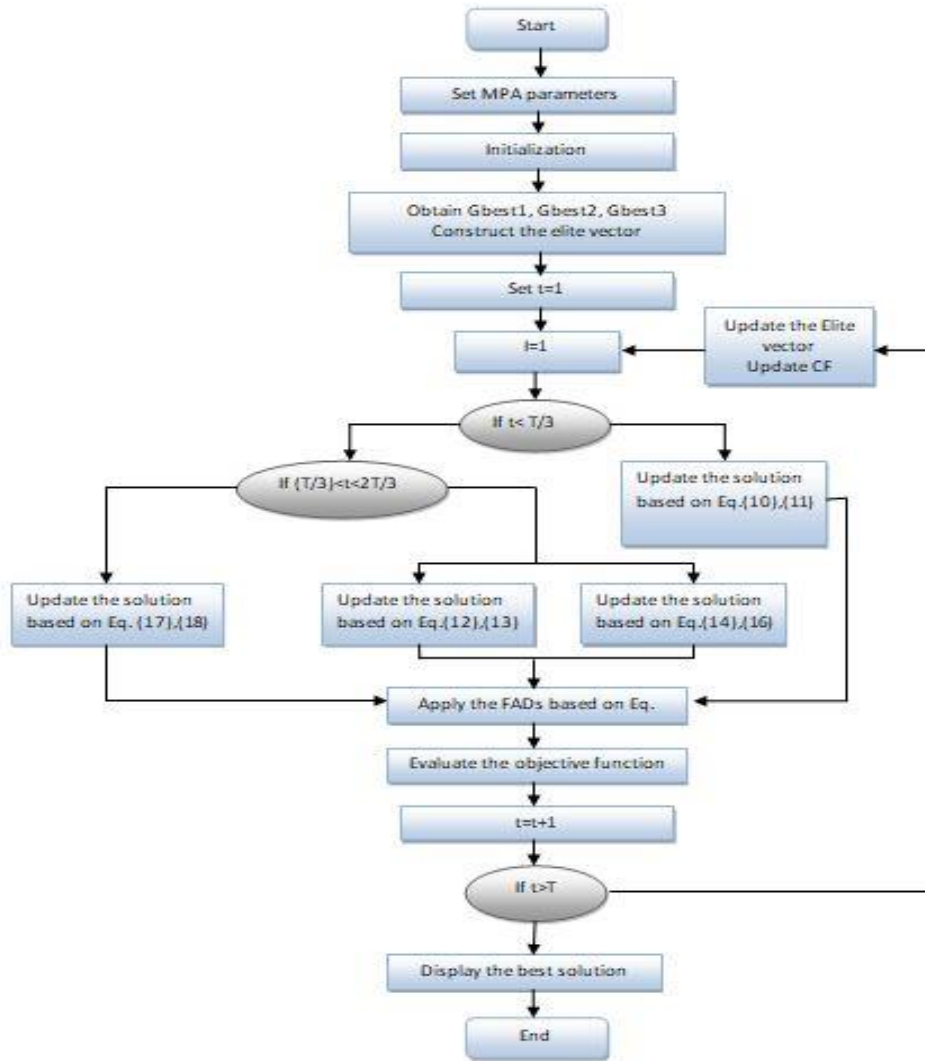 Start
Set MPA parameters
Initialization
Obtain Gbest1, Gbest2, Gbest3
Construct the elite vector
Set t=1
I=1
Update the Elite
vector
Update CF
If t< T/3
If (T/3)<t<2T/3
Update the solution
based on Eq.(10),(11)
Update the solution
based on Eq. (17),(18)
Update the solution
based on Eq.(12),(13)
Update the solution
based on Eq.(14),(16)
Apply the FADs based on Eq.
Evaluate the objective function
t=t+1
If t>T
Display the best solution
End